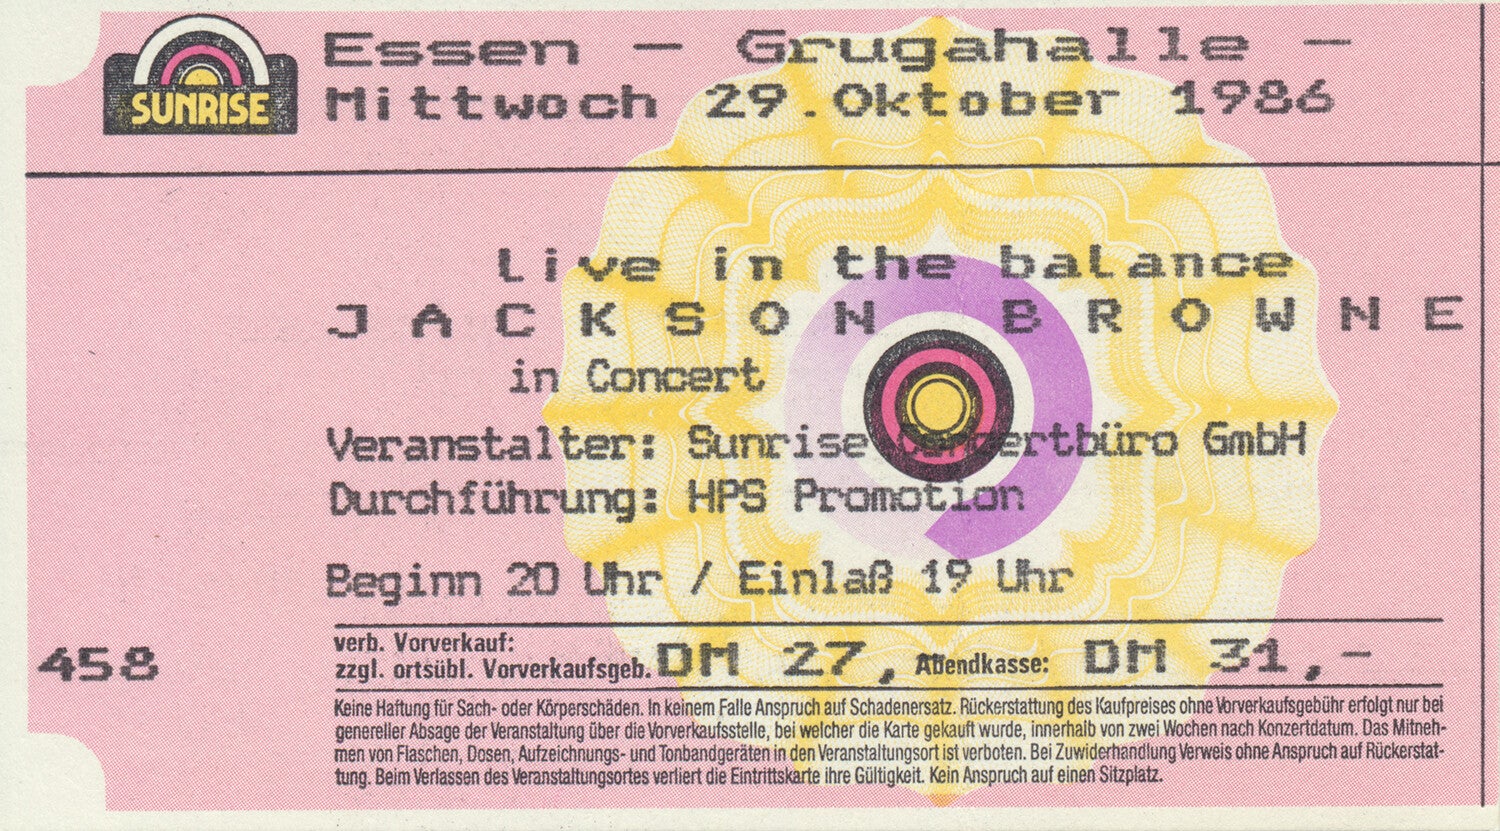 SUNRISE
Essen - Grugahalle -
Mittwoch 29.Oktober 1986
live in the balance
JACKSON BROWNE
in Concert
Veranstalter: Sunrise Concertbüro GmbH
Durchführung: HPS Promotion
Beginn 20 Uhr / Einlaß 19 Uhr
458
verb. Vorverkauf:
zzgl. ortsübl. Vorverkaufsgeb. DM 27, Abendkasse: DM 31,-
Keine Haftung für Sach- oder Körperschäden. In keinem Falle Anspruch auf Schadenersatz. Rückerstattung des Kaufpreises ohne Vorverkaufsgebühr erfolgt nur bei
genereller Absage der Veranstaltung über die Vorverkaufsstelle, bei welcher die Karte gekauft wurde, innerhalb von zwei Wochen nach Konzertdatum. Das Mitneh-
men von Flaschen, Dosen, Aufzeichnungs- und Tonbandgeräten in den Veranstaltungsort ist verboten. Bei Zuwiderhandlung Verweis ohne Anspruch auf Rückerstat-
tung. Beim Verlassen des Veranstaltungsortes verliert die Eintrittskarte ihre Gültigkeit. Kein Anspruch auf einen Sitzplatz.